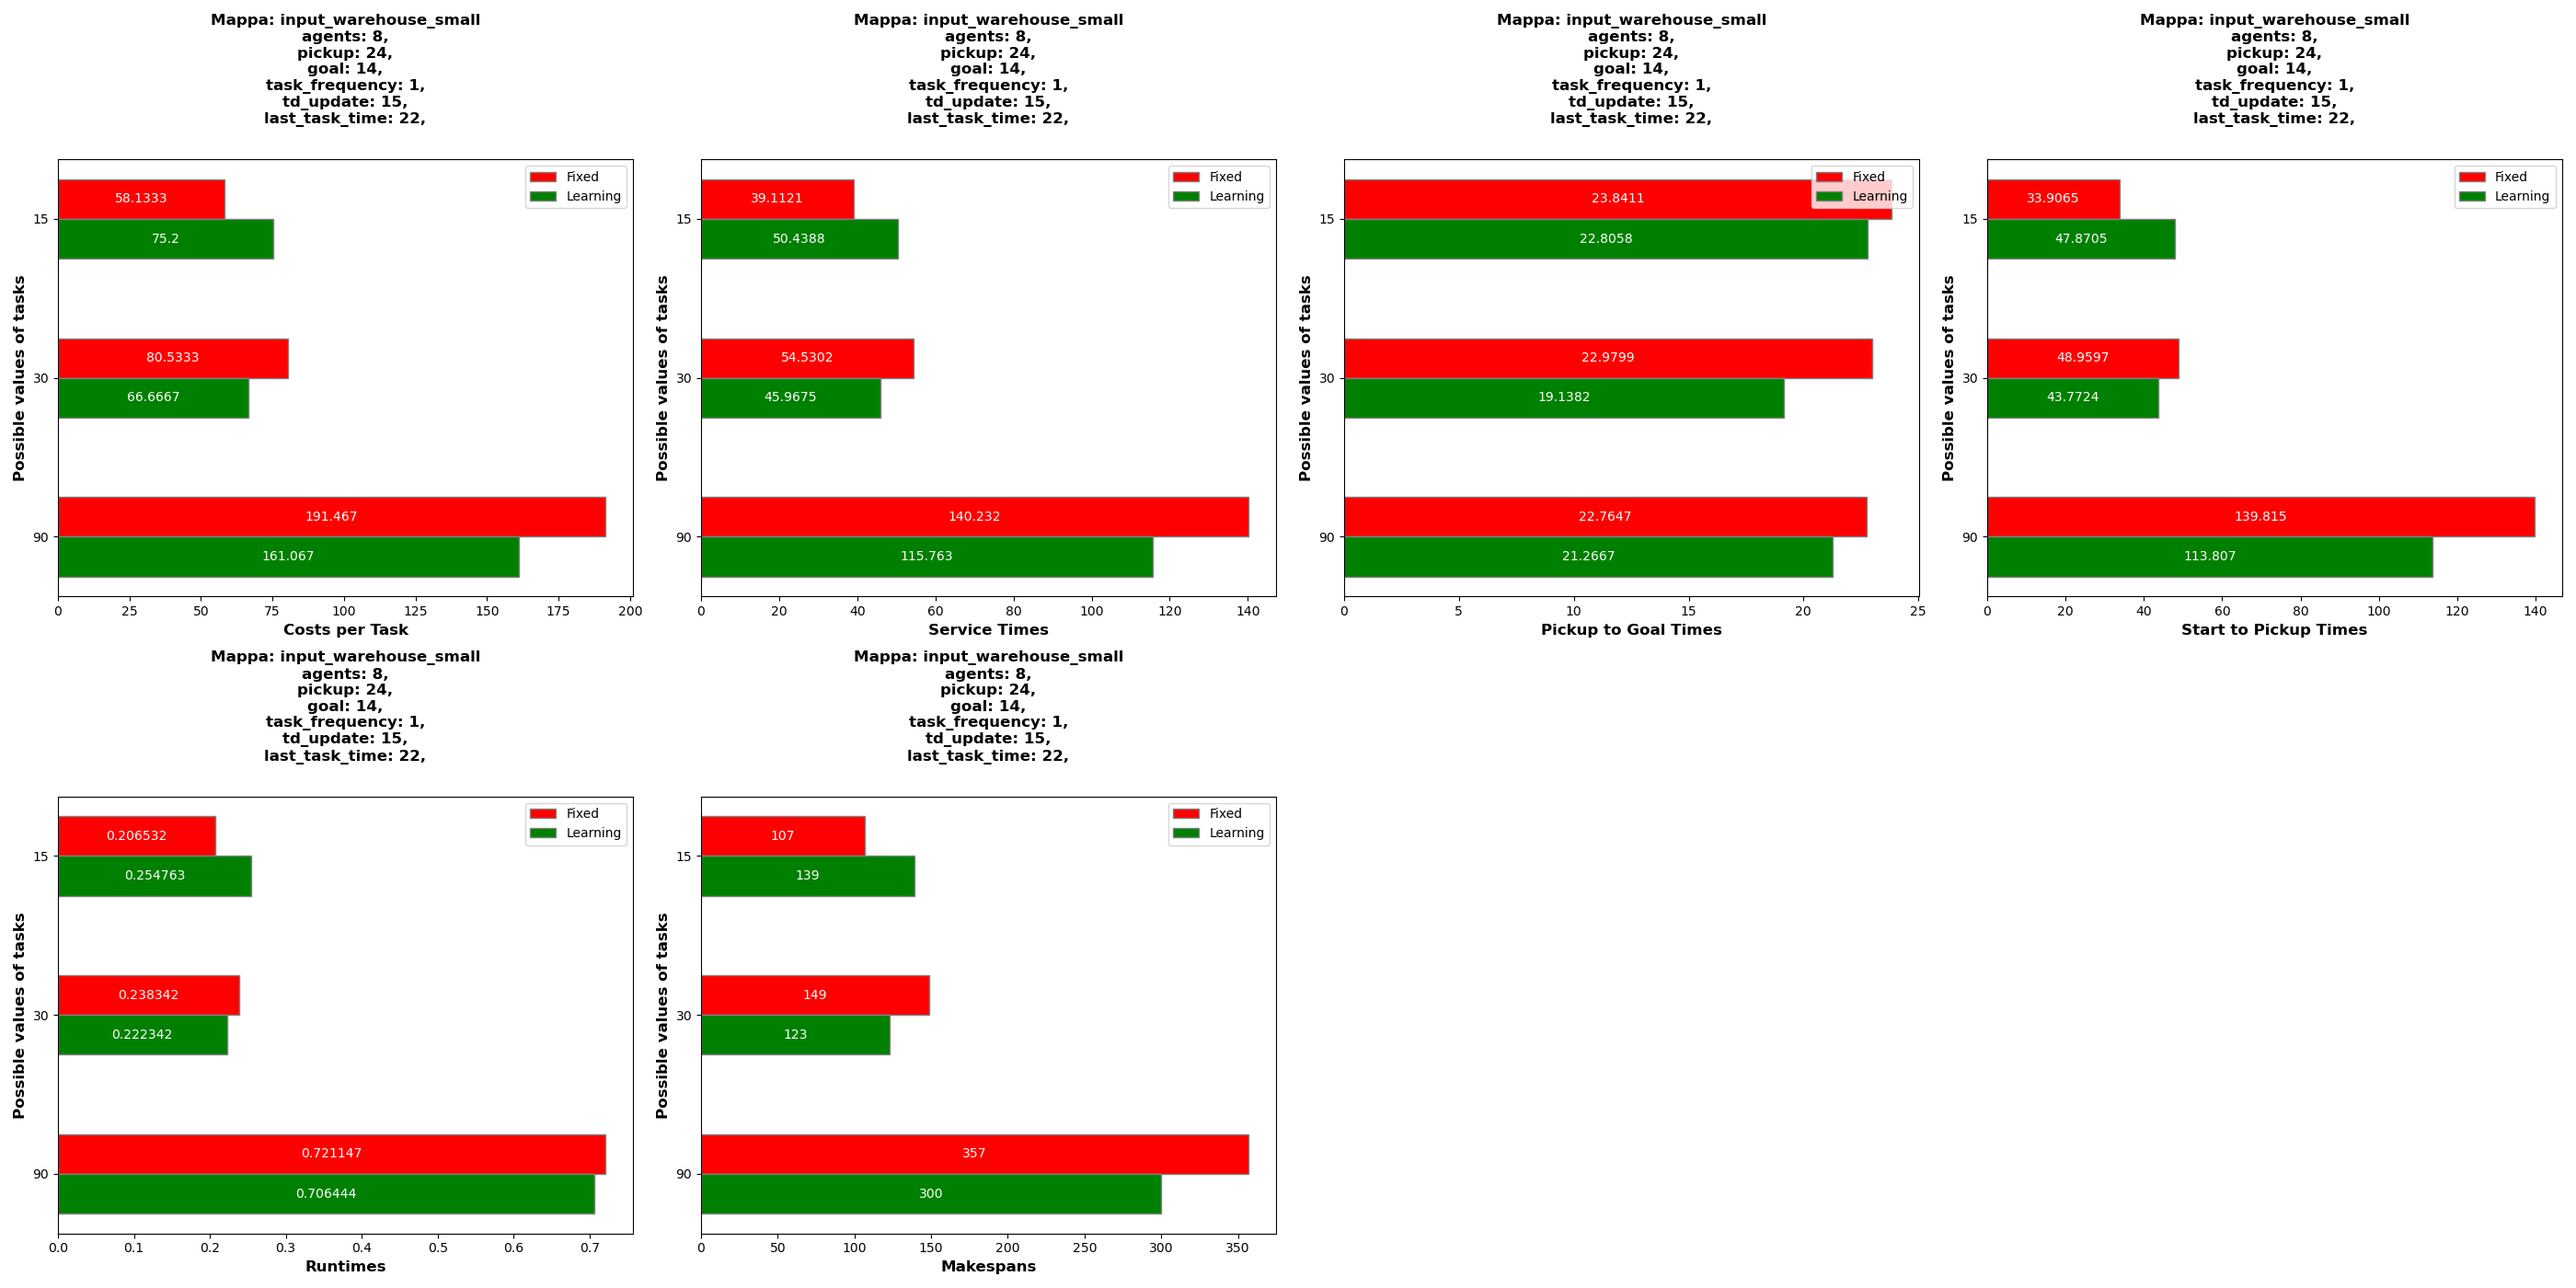 Mappa: input_warehouse_small
agents: 8,
pickup: 24,
goal: 14,
task_frequency: 1,
td_update: 15,
last_task_time: 22,
Fixed
Learning
58.1333
15
75.2
80.5333
30
66.6667
191.467
90
161.067
Possible values of tasks
0 25 50 75 100 125 150 175 200
Costs per Task
Mappa: input_warehouse_small
agents: 8,
pickup: 24,
goal: 14,
task_frequency: 1,
td_update: 15,
last_task_time: 22,
Fixed
Learning
39.1121
15
50.4388
54.5302
30
45.9675
140.232
90
115.763
Possible values of tasks
0 20 40 60 80 100 120 140
Service Times
Mappa: input_warehouse_small
agents: 8,
pickup: 24,
goal: 14,
task_frequency: 1,
td_update: 15,
last_task_time: 22,
Fixed
Learning
23.8411
15
22.8058
22.9799
30
19.1382
22.7647
90
21.2667
Possible values of tasks
0 5 10 15 20 25
Pickup to Goal Times
Mappa: input_warehouse_small
agents: 8,
pickup: 24,
goal: 14,
task_frequency: 1,
td_update: 15,
last_task_time: 22,
Fixed
Learning
33.9065
15
47.8705
48.9597
30
43.7724
139.815
90
113.807
Possible values of tasks
0 20 40 60 80 100 120 140
Start to Pickup Times
Mappa: input_warehouse_small
agents: 8,
pickup: 24,
goal: 14,
task_frequency: 1,
td_update: 15,
last_task_time: 22,
Fixed
Learning
0.206532
15
0.254763
0.238342
30
0.222342
0.721147
90
0.706444
Possible values of tasks
0.0 0.1 0.2 0.3 0.4 0.5 0.6 0.7
Runtimes
Mappa: input_warehouse_small
agents: 8,
pickup: 24,
goal: 14,
task_frequency: 1,
td_update: 15,
last_task_time: 22,
Fixed
Learning
107
15
139
149
30
123
357
90
300
Possible values of tasks
0 50 100 150 200 250 300 350
Makespans